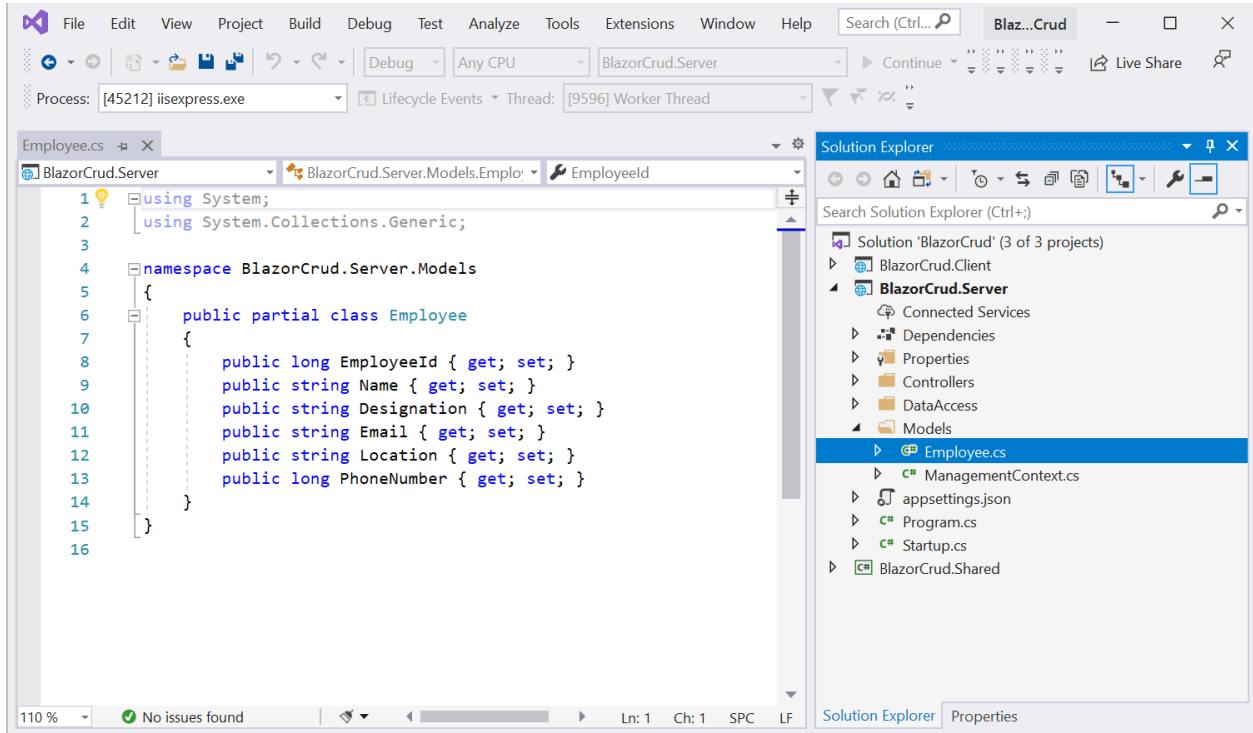 File Edit View Project Build Debug Test Analyze Tools Extensions Window Help Search (Ctrl... Blaz...Crud
Debug Any CPU BlazorCrud.Server Continue Live Share
Process: [45212] iisexpress.exe Lifecycle Events Thread: [9596] Worker Thread
Employee.cs
BlazorCrud.Server BlazorCrud.Server.Models.Employ EmployeeId
1 using System;
2 using System.Collections.Generic;
3
4 namespace BlazorCrud.Server.Models
5 {
6 public partial class Employee
7 {
8 public long EmployeeId { get; set; }
9 public string Name { get; set; }
10 public string Designation { get; set; }
11 public string Email { get; set; }
12 public string Location { get; set; }
13 public long PhoneNumber { get; set; }
14 }
15 }
16
110 % No issues found Ln: 1 Ch: 1 SPC LF
Solution Explorer
Search Solution Explorer (Ctrl+;)
Solution 'BlazorCrud' (3 of 3 projects)
BlazorCrud.Client
BlazorCrud.Server
Connected Services
Dependencies
Properties
Controllers
DataAccess
Models
C# Employee.cs
C# ManagementContext.cs
appsettings.json
C# Program.cs
C# Startup.cs
C# BlazorCrud.Shared
Solution Explorer Properties